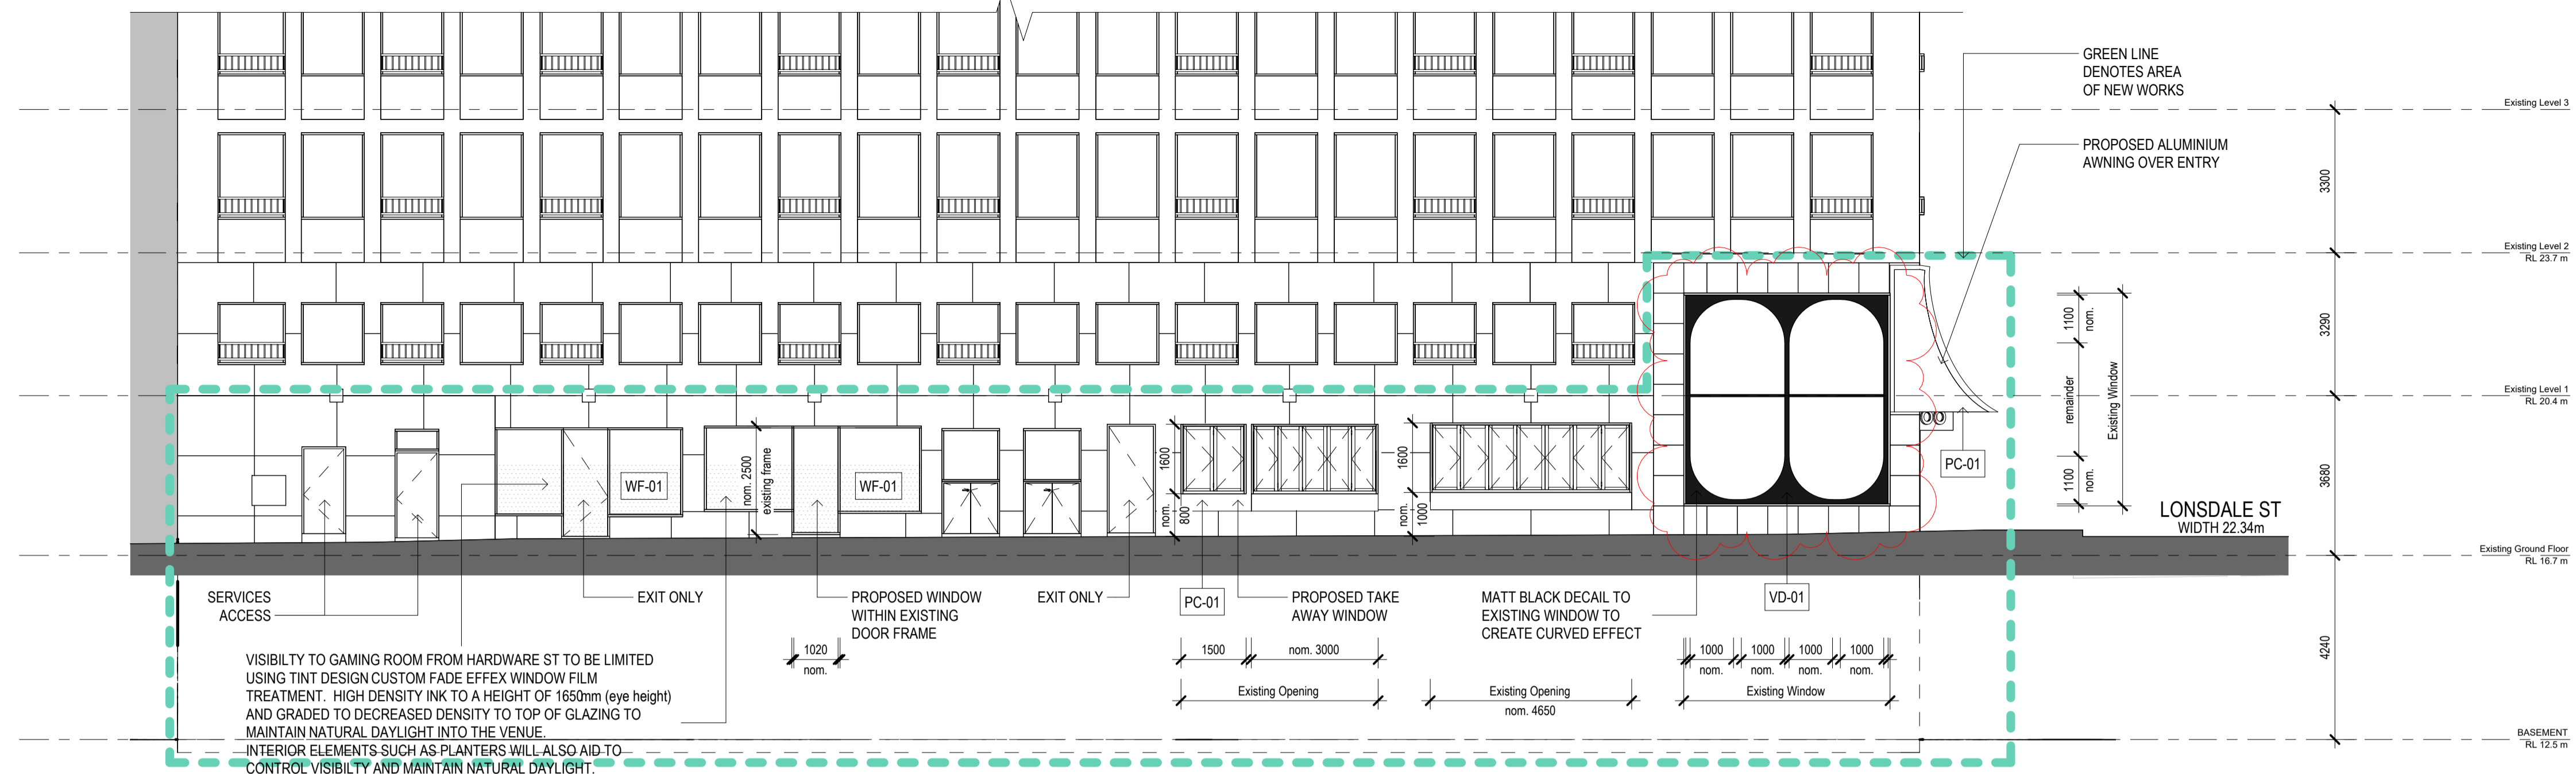 GREEN LINE
DENOTES AREA
OF NEW WORKS
Existing Level 3
PROPOSED ALUMINIUM
AWNING OVER ENTRY
3300
Existing Level 2
RL 23.7 m
1100
nom.
3290
remainder
Existing Window
Existing Level 1
RL 20.4 m
nom. 2500
existing frame
WF-01
WF-01
1600
nom.
800
1600
nom.
1000
PC-01
1100
nom.
3680
LONSDALE ST
WIDTH 22.34m
Existing Ground Floor
RL 16.7 m
SERVICES
ACCESS
EXIT ONLY
PROPOSED WINDOW
WITHIN EXISTING
DOOR FRAME
EXIT ONLY
PC-01
PROPOSED TAKE
AWAY WINDOW
MATT BLACK DECAIL TO
EXISTING WINDOW TO
CREATE CURVED EFFECT
VD-01
4240
VISIBILTY TO GAMING ROOM FROM HARDWARE ST TO BE LIMITED
USING TINT DESIGN CUSTOM FADE EFFEX WINDOW FILM
TREATMENT. HIGH DENSITY INK TO A HEIGHT OF 1650mm (eye height)
AND GRADED TO DECREASED DENSITY TO TOP OF GLAZING TO
MAINTAIN NATURAL DAYLIGHT INTO THE VENUE.
INTERIOR ELEMENTS SUCH AS PLANTERS WILL ALSO AID TO
CONTROL VISIBILTY AND MAINTAIN NATURAL DAYLIGHT.
1020
nom.
1500
nom. 3000
Existing Opening
Existing Opening
nom. 4650
1000
nom.
1000
nom.
1000
nom.
1000
nom.
Existing Window
BASEMENT
RL 12.5 m